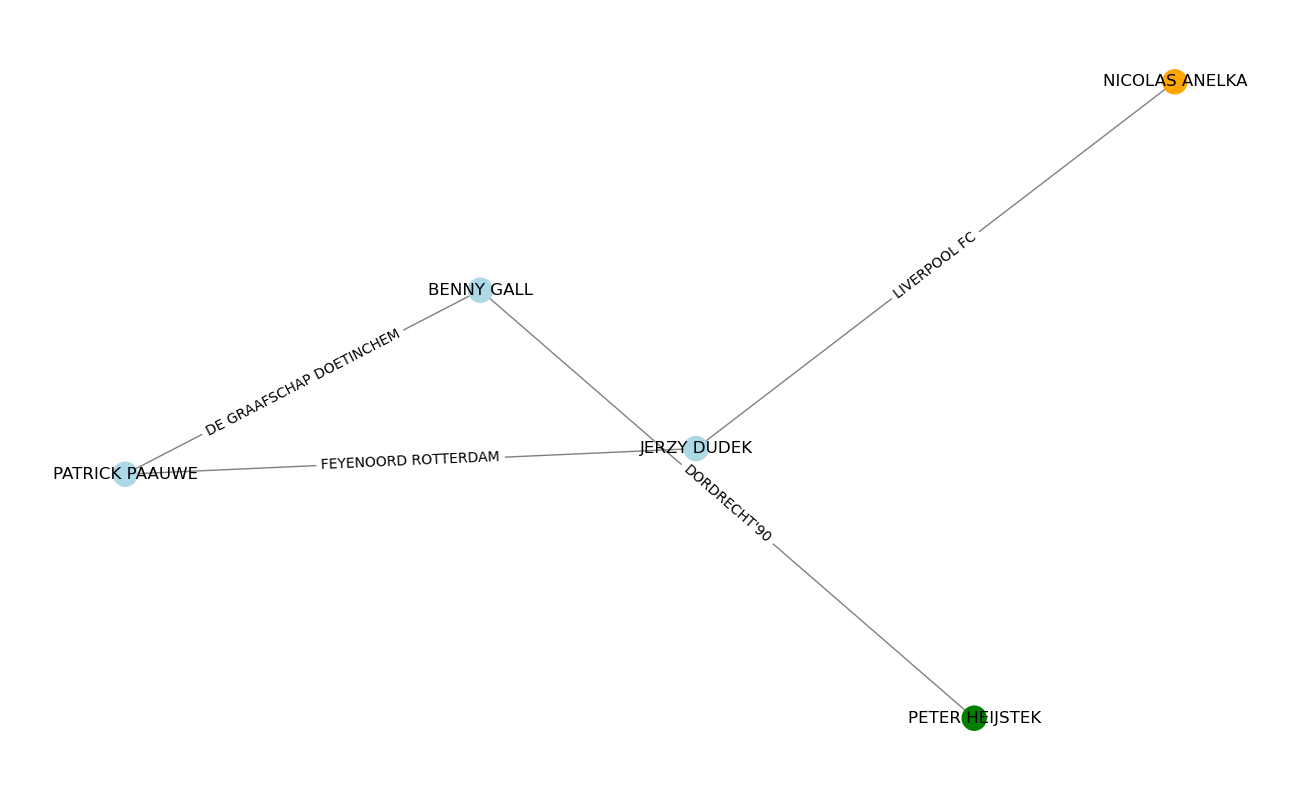 NICOLAS ANELKA
LIVERPOOL FC
BENNY GALL
DE GRAAFSCHAP DOETINCHEM
JERZY DUDEK
FEYENOORD ROTTERDAM
PATRICK PAAUWE
DORDRECHT'90
PETER HEIJSTEK